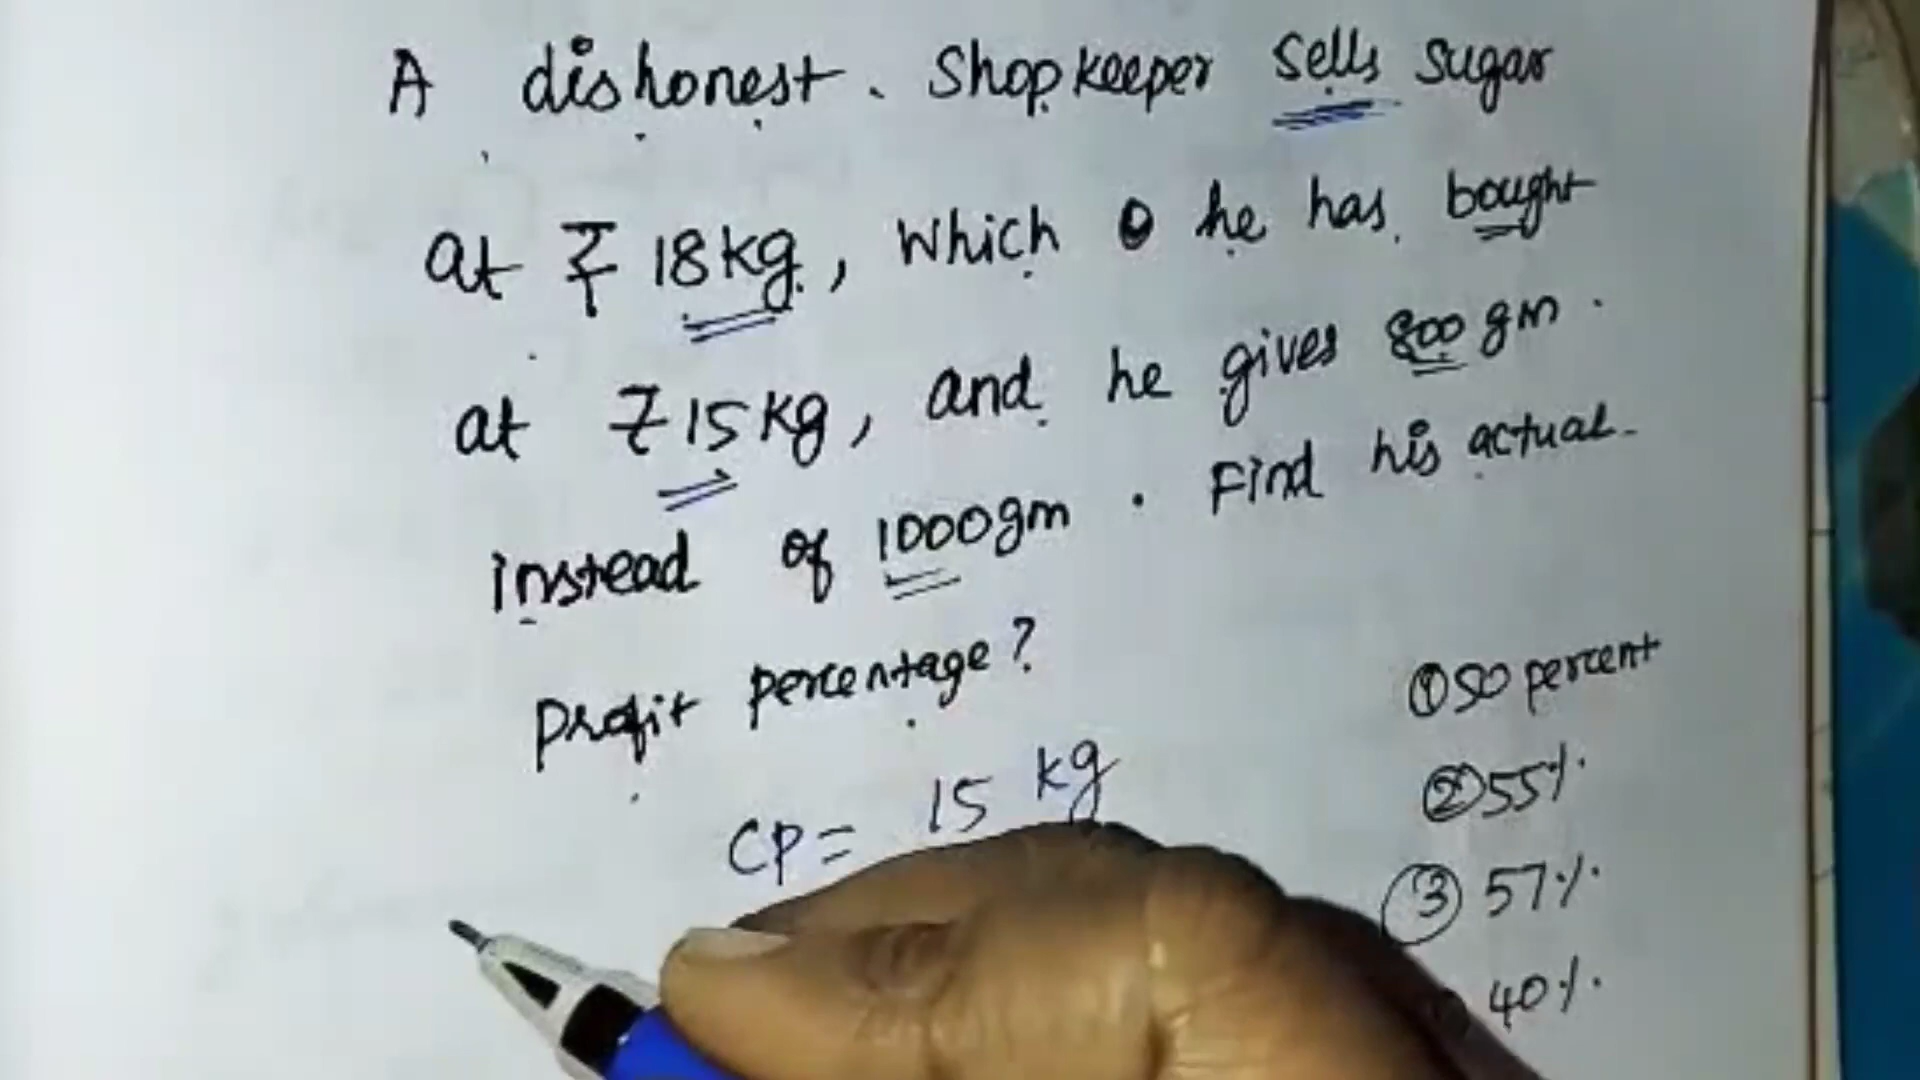 A dishonest. Shopkeeper sells sugar
at ₹ 18kg, which he has bought
at ₹ 15kg, and he gives 800 gm.
instead of 1000gm. Find his actual
Profit percentage?
① 50 percent
CP = 15 kg
② 55%
③ 57%
40%